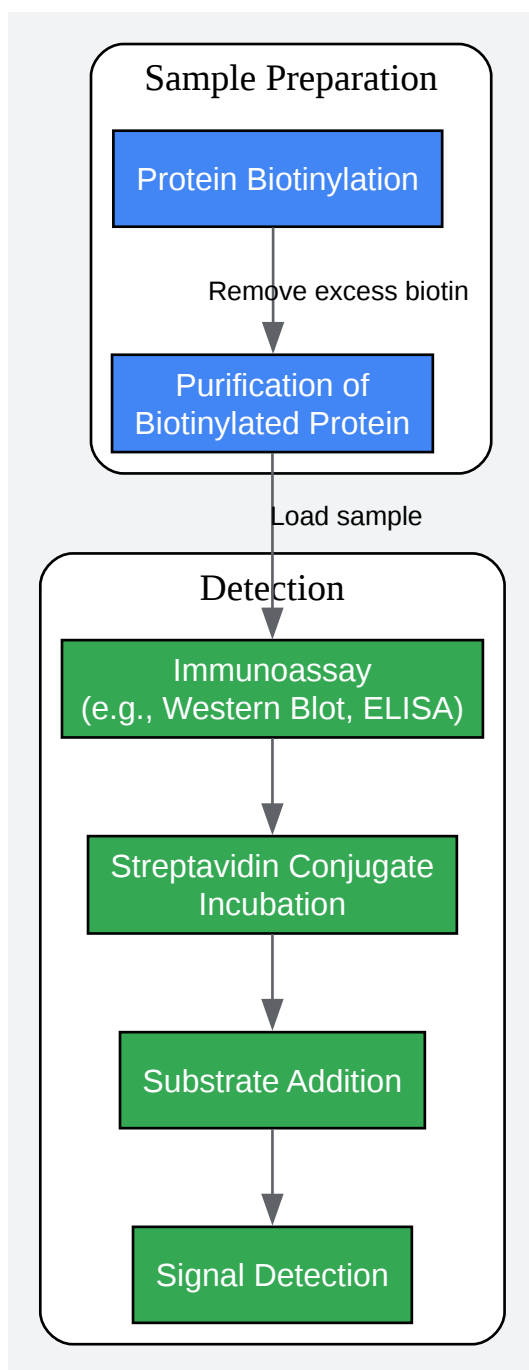 Sample Preparation
Protein Biotinylation
Remove excess biotin
Purification of
Biotinylated Protein
Load sample
Detection
Immunoassay
(e.g., Western Blot, ELISA)
Streptavidin Conjugate
Incubation
Substrate Addition
Signal Detection